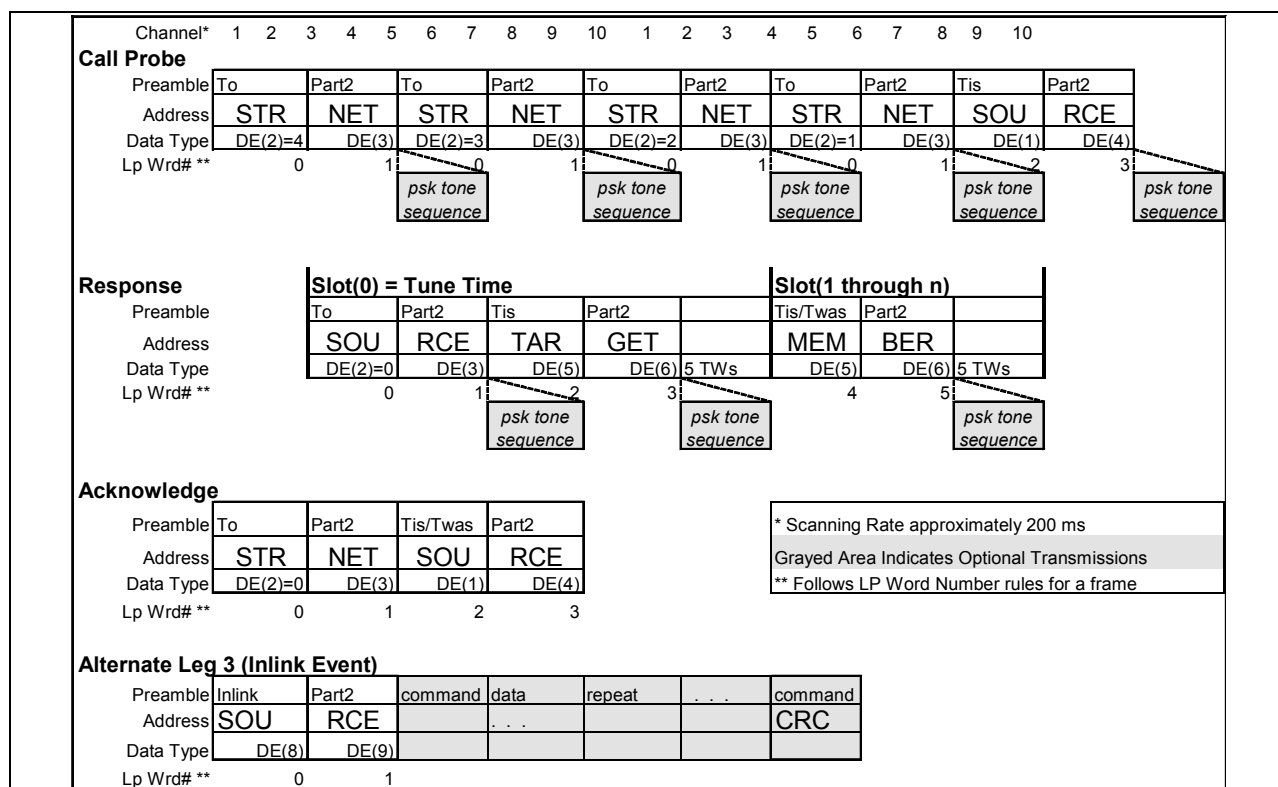 Channel* 1 2 3 4 5 6 7 8 9 10 1 2 3 4 5 6 7 8 9 10
Call Probe
Preamble To Part2 To Part2 To Part2 To Part2 Tis Part2
Address STR NET STR NET STR NET STR NET SOU RCE
Data Type DE(2)=4 DE(3) DE(2)=3 DE(3) DE(2)=2 DE(3) DE(2)=1 DE(3) DE(1) DE(4)
Lp Wrd# ** 0 1 0 1 0 1 0 1 2 3
psk tone psk tone psk tone psk tone psk tone
sequence sequence sequence sequence sequence
Response Slot(0) = Tune Time Slot(1 through n)
Preamble To Part2 Tis Part2 Tis/Twas Part2
Address SOU RCE TAR GET MEM BER
Data Type DE(2)=0 DE(3) DE(5) DE(6) 5 TWs DE(5) DE(6) 5 TWs
Lp Wrd# ** 0 1 2 3 4 5
psk tone psk tone psk tone
sequence sequence sequence
Acknowledge
Preamble To Part2 Tis/Twas Part2 * Scanning Rate approximately 200 ms
Address STR NET SOU RCE Grayed Area Indicates Optional Transmissions
Data Type DE(2)=0 DE(3) DE(1) DE(4) ** Follows LP Word Number rules for a frame
Lp Wrd# ** 0 1 2 3
Alternate Leg 3 (Inlink Event)
Preamble Inlink Part2 command data repeat . . . command
Address SOU RCE . . . CRC
Data Type DE(8) DE(9)
Lp Wrd# ** 0 1